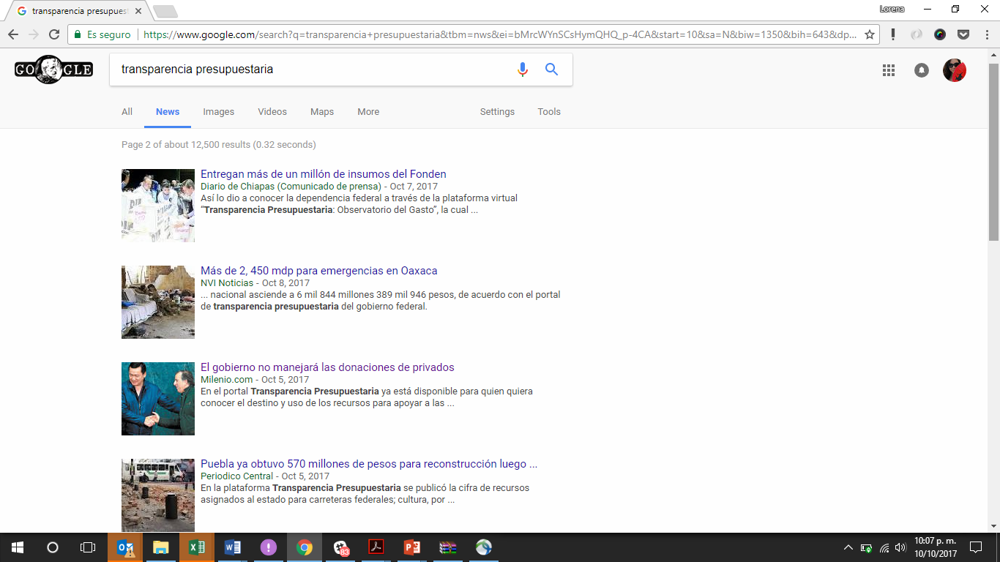 transparencia presupuest
Lorena
Es seguro
https://www.google.com/search?q=transparencia+presupuestaria&tbm=nws&ei=bMrcWYnSCsHymQHQ_p-4CA&start=10&sa=N&biw=1350&bih=643&dp...
GOOGLE
transparencia presupuestaria
All News Images Videos Maps More Settings Tools
Page 2 of about 12,500 results (0.32 seconds)
Entregan más de un millón de insumos del Fonden
Diario de Chiapas (Comunicado de prensa) - Oct 7, 2017
Así lo dio a conocer la dependencia federal a través de la plataforma virtual
“Transparencia Presupuestaria: Observatorio del Gasto”, la cual ...
Más de 2, 450 mdp para emergencias en Oaxaca
NVI Noticias - Oct 8, 2017
... nacional asciende a 6 mil 844 millones 389 mil 946 pesos, de acuerdo con el portal
de transparencia presupuestaria del gobierno federal.
El gobierno no manejará las donaciones de privados
Milenio.com - Oct 5, 2017
En el portal Transparencia Presupuestaria ya está disponible para quien quiera
conocer el destino y uso de los recursos para apoyar a las ...
Puebla ya obtuvo 570 millones de pesos para reconstrucción luego ...
Periodico Central - Oct 5, 2017
En la plataforma Transparencia Presupuestaria se publicó la cifra de recursos
asignados al estado para carreteras federales; cultura, por ...
83
10:07 p. m.
10/10/2017